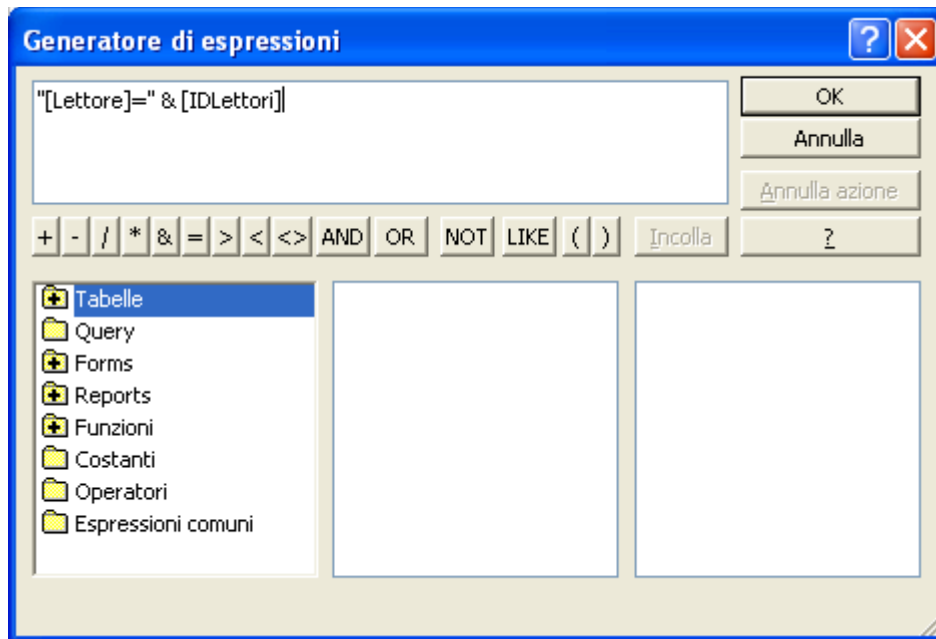 Generatore di espressioni
?
"[Lettore]=" & [IDLettori]
OK
Annulla
Annulla azione
+ - / * & = > < <> AND OR NOT LIKE ( ) Incolla ?
Tabelle
Query
Forms
Reports
Funzioni
Costanti
Operatori
Espressioni comuni